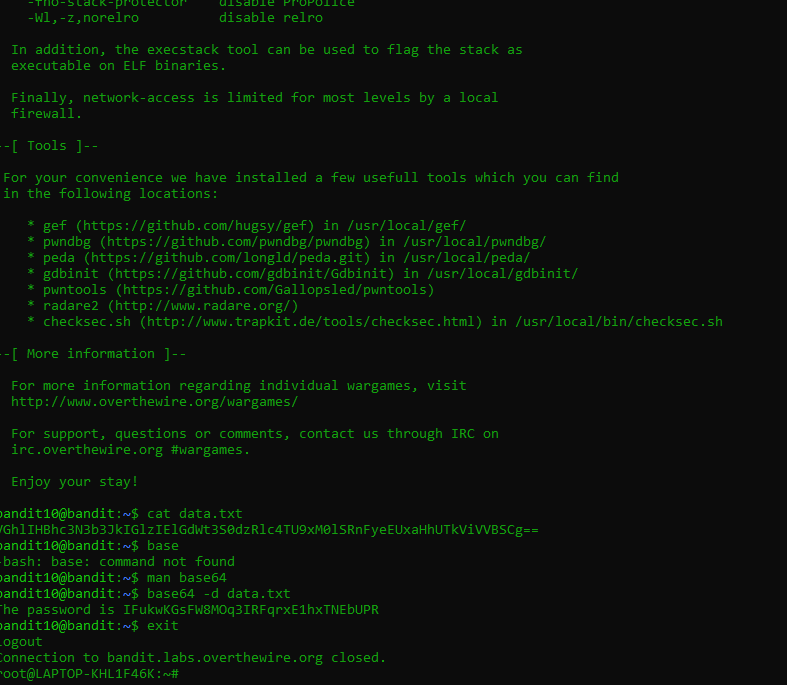 -fno-stack-protector    disable ProPolice
-Wl,-z,norelro          disable relro
In addition, the execstack tool can be used to flag the stack as
executable on ELF binaries.
Finally, network-access is limited for most levels by a local
firewall.
--[ Tools ]--
For your convenience we have installed a few usefull tools which you can find
in the following locations:
* gef (https://github.com/hugsy/gef) in /usr/local/gef/
* pwndbg (https://github.com/pwndbg/pwndbg) in /usr/local/pwndbg/
* peda (https://github.com/longld/peda.git) in /usr/local/peda/
* gdbinit (https://github.com/gdbinit/Gdbinit) in /usr/local/gdbinit/
* pwntools (https://github.com/Gallopsled/pwntools)
* radare2 (http://www.radare.org/)
* checksec.sh (http://www.trapkit.de/tools/checksec.html) in /usr/local/bin/checksec.sh
--[ More information ]--
For more information regarding individual wargames, visit
http://www.overthewire.org/wargames/
For support, questions or comments, contact us through IRC on
irc.overthewire.org #wargames.
Enjoy your stay!
bandit10@bandit:~$ cat data.txt
VGhlIHBhc3N3b3JkIGlzIElGdWt3S0dzRlc4TU9xM0lSRnFyeEUxaHhUTkViVVBSCg==
bandit10@bandit:~$ base
-bash: base: command not found
bandit10@bandit:~$ man base64
bandit10@bandit:~$ base64 -d data.txt
The password is IFukwKGsFW8MOq3IRFqrxE1hxTNEbUPR
bandit10@bandit:~$ exit
logout
Connection to bandit.labs.overthewire.org closed.
root@LAPTOP-KHL1F46K:~#